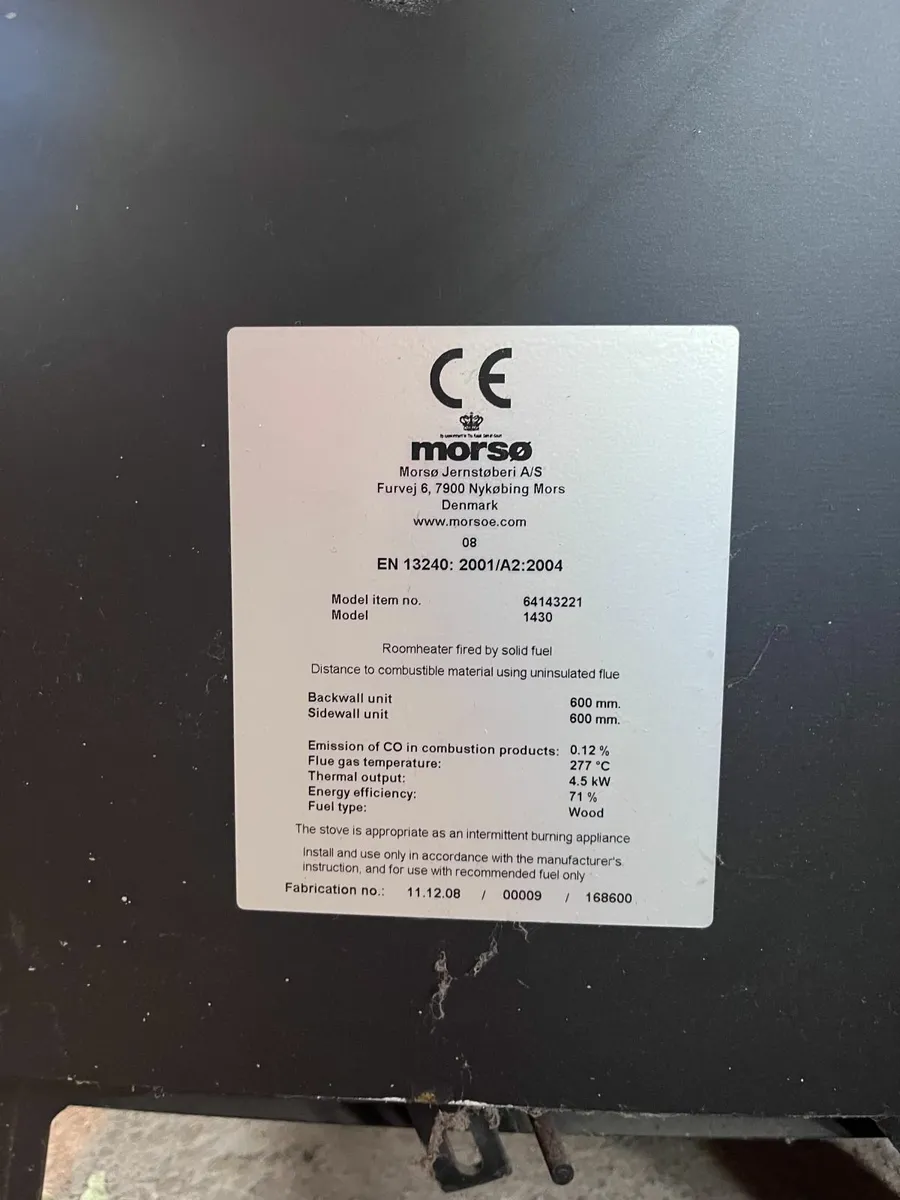 CE
morsø
Morsø Jernstøberi A/S
Furvej 6, 7900 Nykøbing Mors
Denmark
www.morsoe.com
08
EN 13240: 2001/A2:2004
Model item no. 64143221
Model 1430
Roomheater fired by solid fuel
Distance to combustible material using uninsulated flue
Backwall unit 600 mm.
Sidewall unit 600 mm.
Emission of CO in combustion products: 0.12 %
Flue gas temperature: 277 °C
Thermal output: 4.5 kW
Energy efficiency: 71 %
Fuel type: Wood
The stove is appropriate as an intermittent burning appliance
Install and use only in accordance with the manufacturer's
instruction, and for use with recommended fuel only
Fabrication no.: 11.12.08 / 00009 / 168600